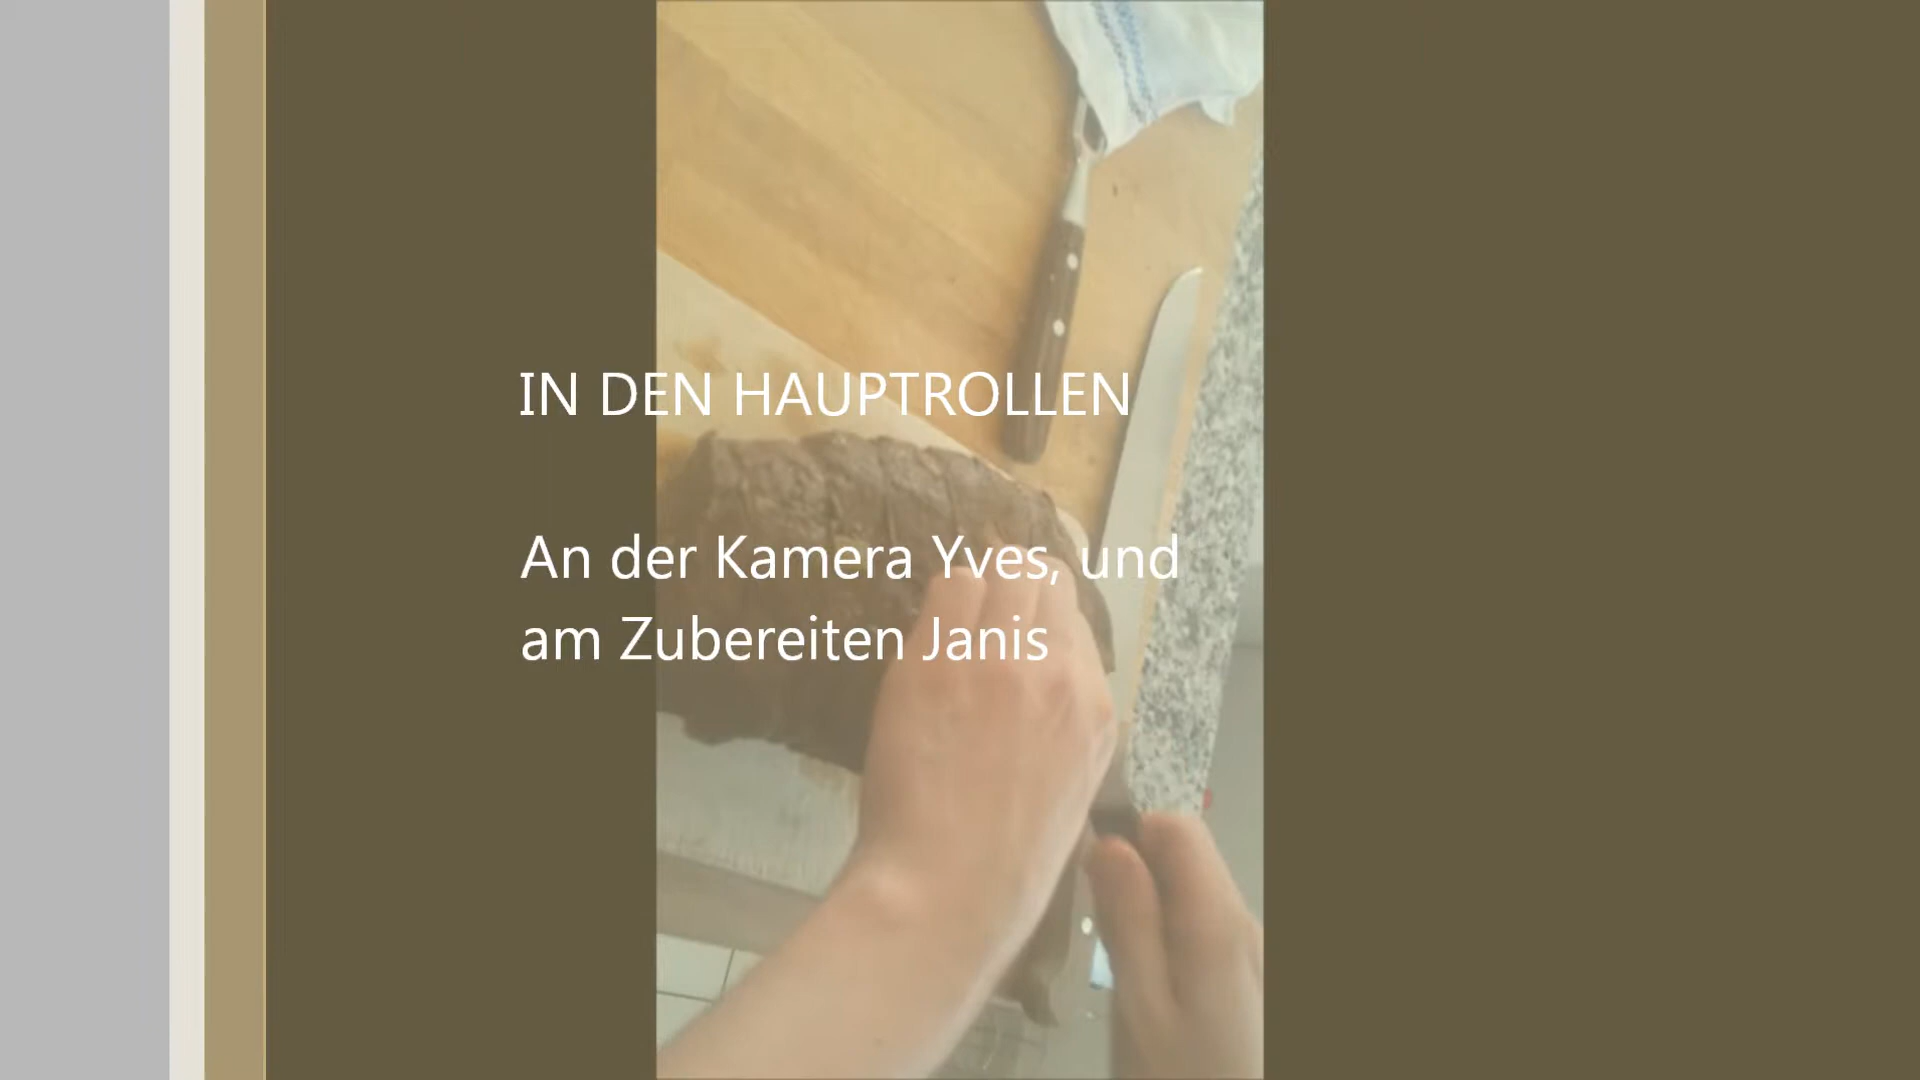 IN DEN HAUPTROLLEN
An der Kamera Yves, und
am Zubereiten Janis